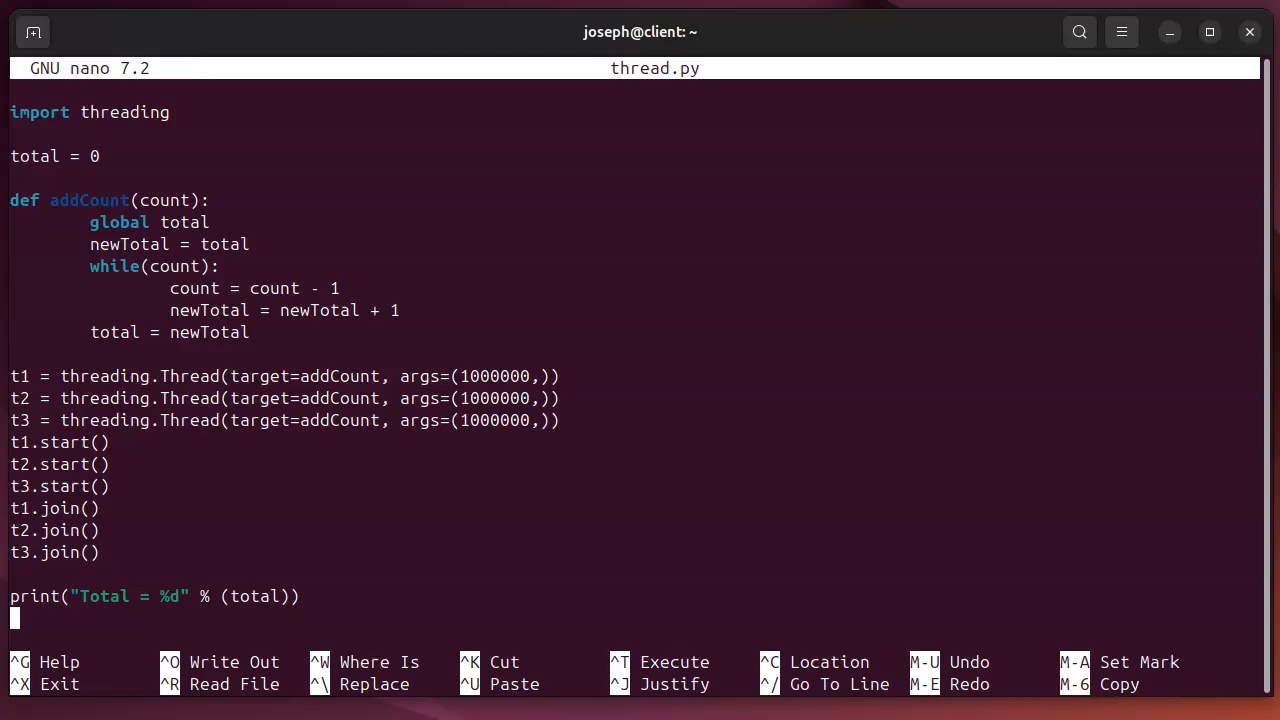 joseph@client: ~
GNU nano 7.2 thread.py
import threading
total = 0
def addCount(count):
global total
newTotal = total
while(count):
count = count - 1
newTotal = newTotal + 1
total = newTotal
t1 = threading.Thread(target=addCount, args=(1000000,))
t2 = threading.Thread(target=addCount, args=(1000000,))
t3 = threading.Thread(target=addCount, args=(1000000,))
t1.start()
t2.start()
t3.start()
t1.join()
t2.join()
t3.join()
print("Total = %d" % (total))
^G Help ^O Write Out ^W Where Is ^K Cut ^T Execute ^C Location M-U Undo M-A Set Mark
^X Exit ^R Read File ^\ Replace ^U Paste ^J Justify ^/ Go To Line M-E Redo M-6 Copy